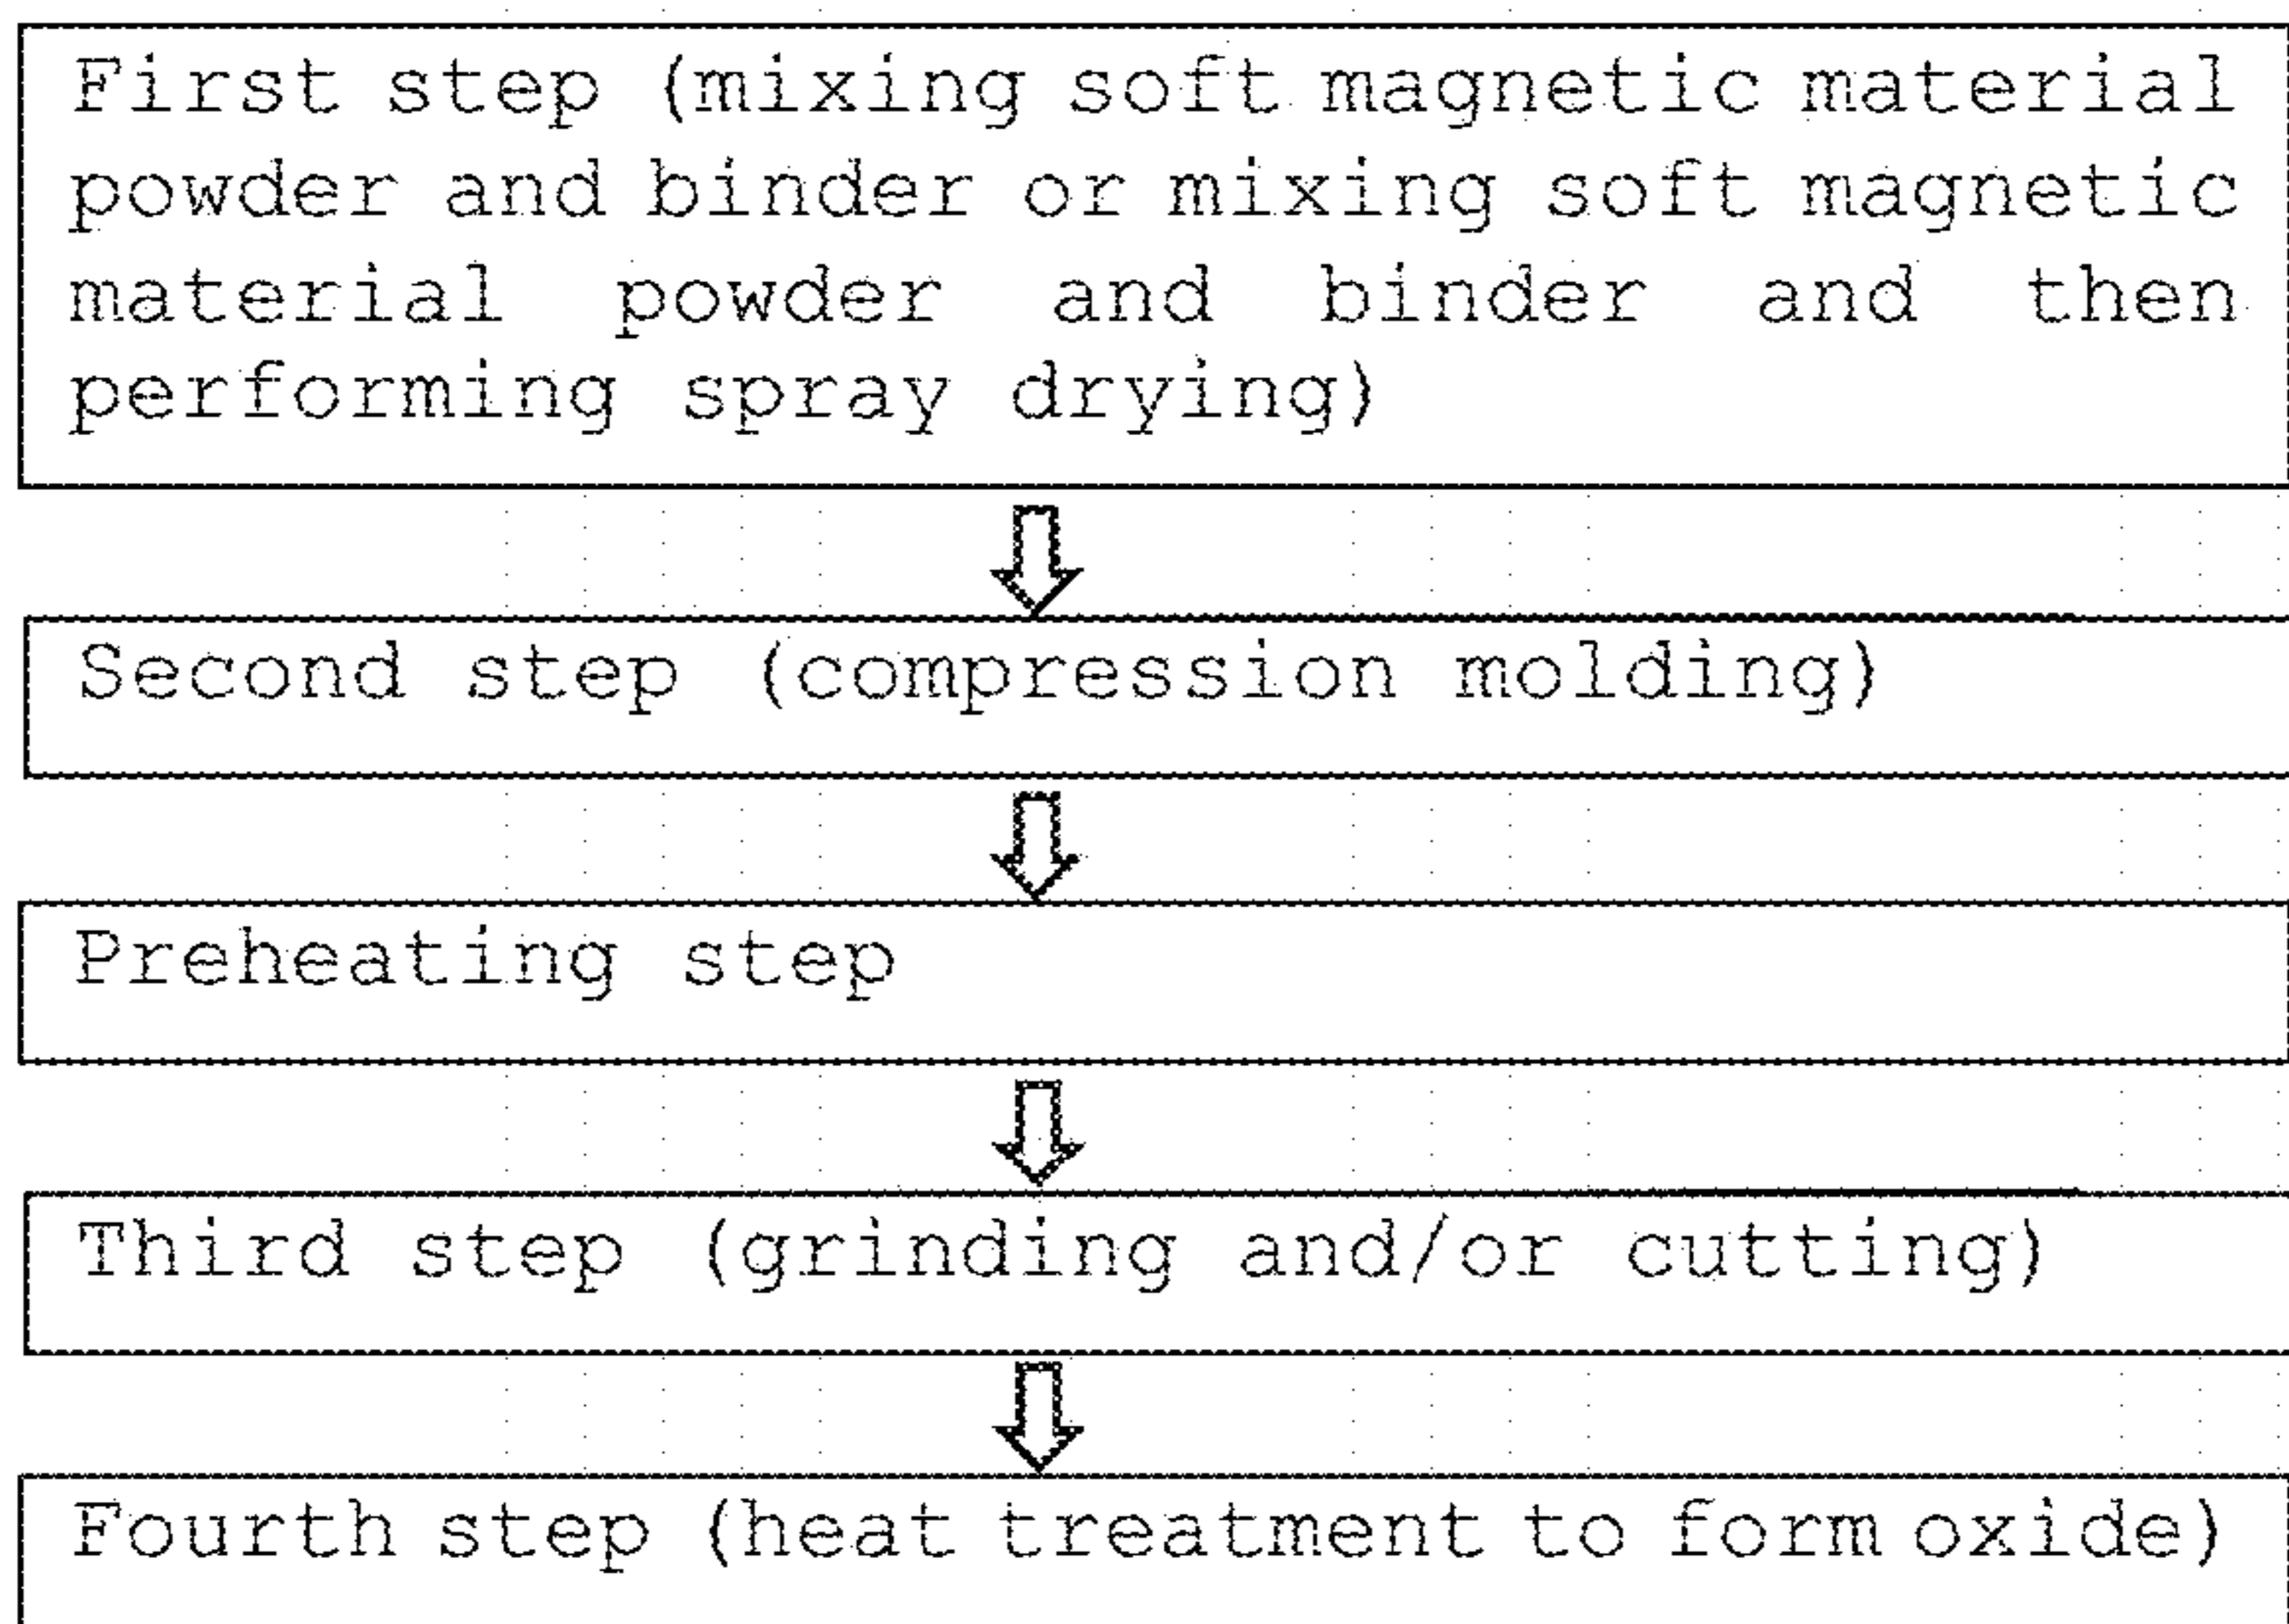 First step (mixing soft magnetic material
powder and binder or mixing soft magnetic
material powder and binder and then
performing spray drying)
Second step (compression molding)
Preheating step
Third step (grinding and/or cutting)
Fourth step (heat treatment to form oxide)